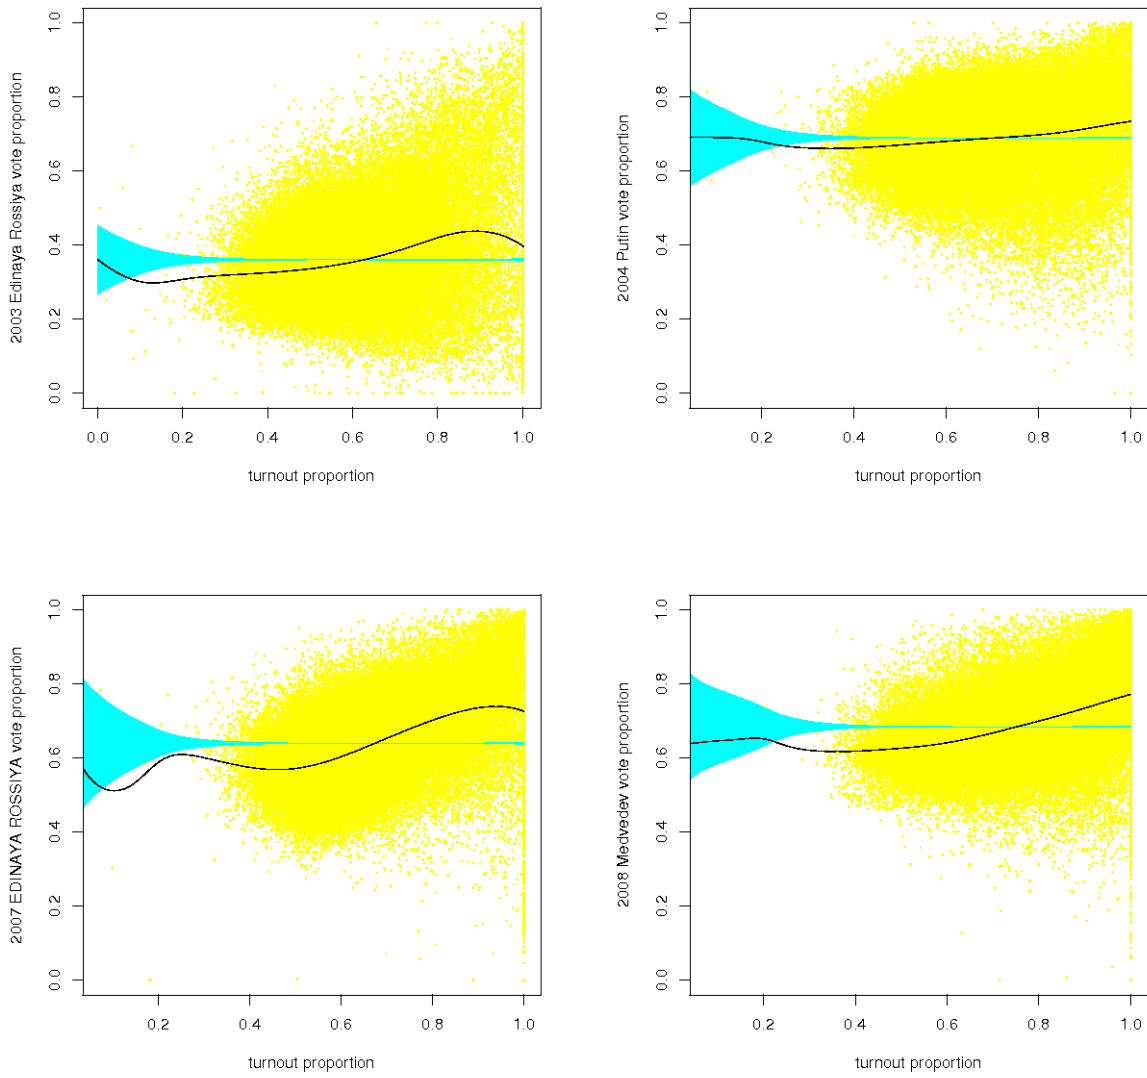 2003 Edinaya Rossiya vote proportion
0.0 0.2 0.4 0.6 0.8 1.0
0.0 0.2 0.4 0.6 0.8 1.0
turnout proportion
2004 Putin vote proportion
0.0 0.2 0.4 0.6 0.8 1.0
0.2 0.4 0.6 0.8 1.0
turnout proportion
2007 EDINAYA ROSSIYA vote proportion
0.0 0.2 0.4 0.6 0.8 1.0
0.2 0.4 0.6 0.8 1.0
turnout proportion
2008 Medvedev vote proportion
0.0 0.2 0.4 0.6 0.8 1.0
0.2 0.4 0.6 0.8 1.0
turnout proportion